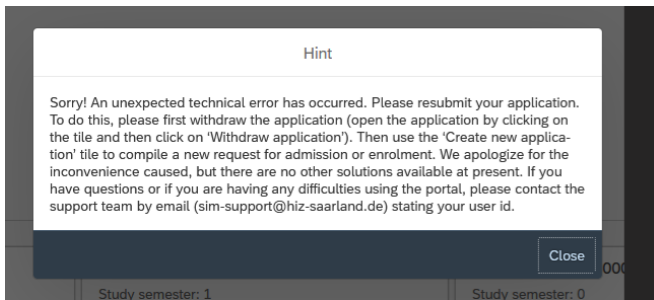 Hint
Sorry! An unexpected technical error has occurred. Please resubmit your application.
To do this, please first withdraw the application (open the application by clicking on
the tile and then click on ‘Withdraw application’). Then use the ‘Create new applica-
tion’ tile to compile a new request for admission or enrolment. We apologize for the
inconvenience caused, but there are no other solutions available at present. If you
have questions or if you are having any difficulties using the portal, please contact the
support team by email (sim-support@hiz-saarland.de) stating your user id.
Close
Study semester: 1
Study semester: 0